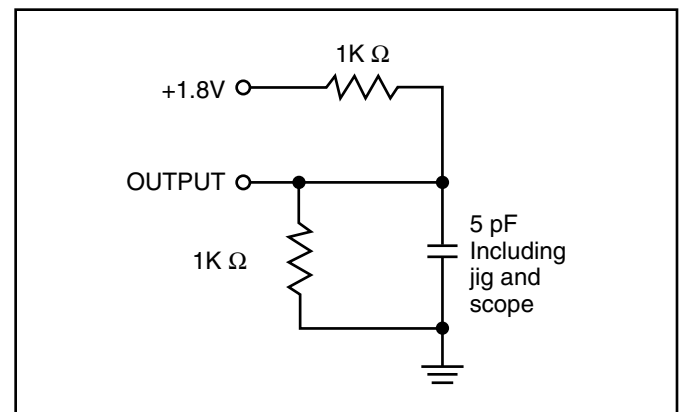 1K Ω
+1.8V
OUTPUT
1K Ω
5 pF
Including
jig and
scope